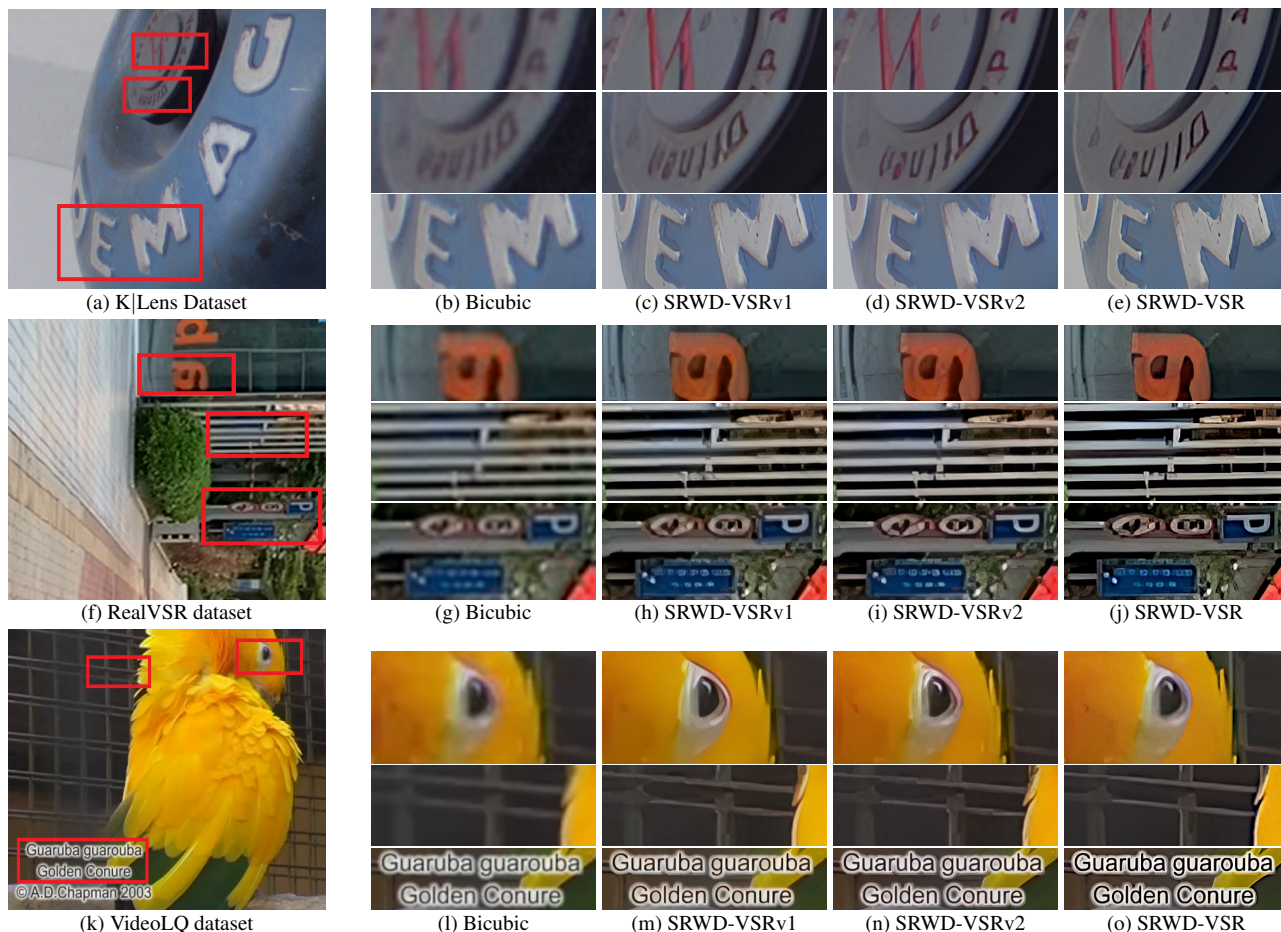 U
A
D E M
(a) K|Lens Dataset
(b) Bicubic
(c) SRWD-VSRv1
(d) SRWD-VSRv2
(e) SRWD-VSR
E M
E M
E M
E M
(f) RealVSR dataset
P
(g) Bicubic
P
(h) SRWD-VSRv1
P
(i) SRWD-VSRv2
P
(j) SRWD-VSR
P
Guaruba guarouba
Golden Conure
© A.D.Chapman 2003
(k) VideoLQ dataset
Guaruba guarouba
Golden Conure
(l) Bicubic
Guaruba guarouba
Golden Conure
(m) SRWD-VSRv1
Guaruba guarouba
Golden Conure
(n) SRWD-VSRv2
Guaruba guarouba
Golden Conure
(o) SRWD-VSR